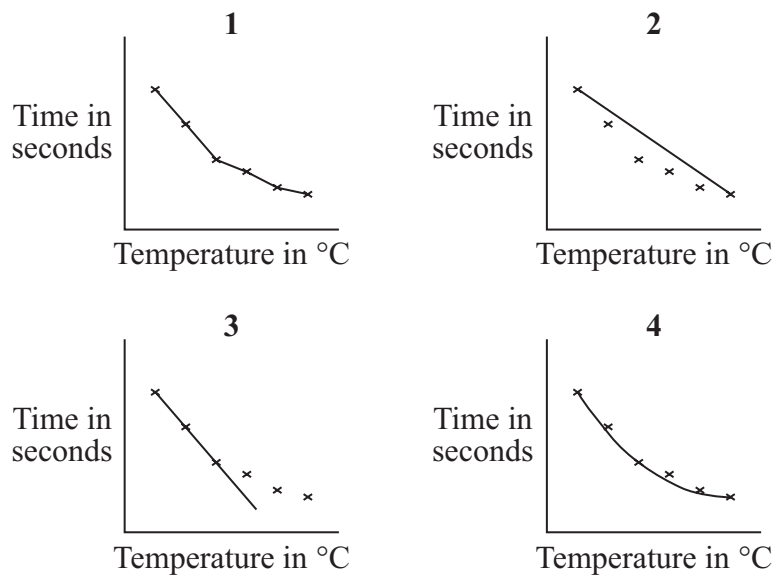 1
Time in
seconds
Temperature in °C
2
Time in
seconds
Temperature in °C
3
Time in
seconds
Temperature in °C
4
Time in
seconds
Temperature in °C